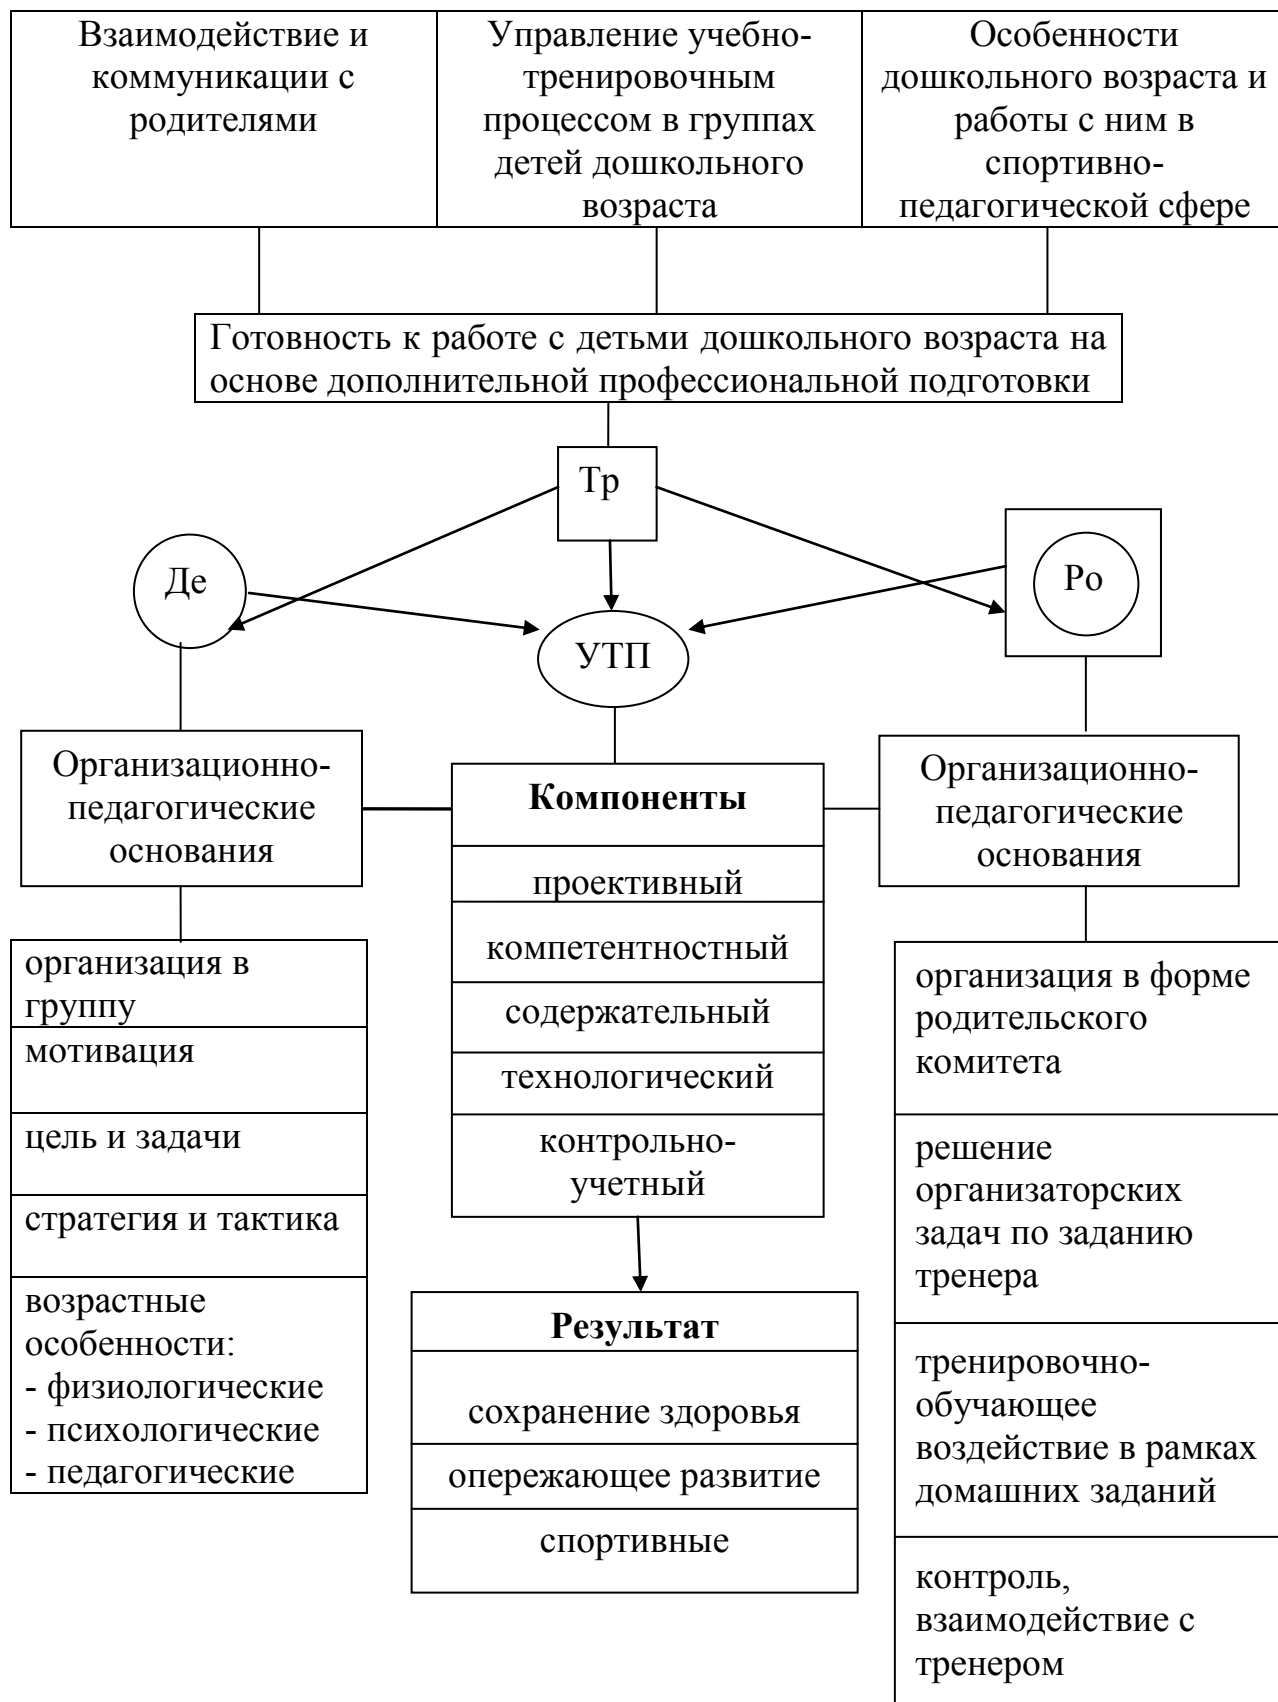 Взаимодействие и
коммуникации с
родителями
Управление учебно-
тренировочным
процессом в группах
детей дошкольного
возраста
Особенности
дошкольного возраста и
работы с ним в
спортивно-
педагогической сфере
Готовность к работе с детьми дошкольного возраста на
основе дополнительной профессиональной подготовки
Тр
Де
Ро
УТП
Организационно-
педагогические
основания
организация в
группу
мотивация
цель и задачи
стратегия и тактика
возрастные
особенности:
- физиологические
- психологические
- педагогические
Компоненты
проективный
компетентностный
содержательный
технологический
контрольно-
учетный
Результат
сохранение здоровья
опережающее развитие
спортивные
Организационно-
педагогические
основания
организация в форме
родительского
комитета
решение
организаторских
задач по заданию
тренера
тренировочно-
обучающее
воздействие в рамках
домашних заданий
контроль,
взаимодействие с
тренером